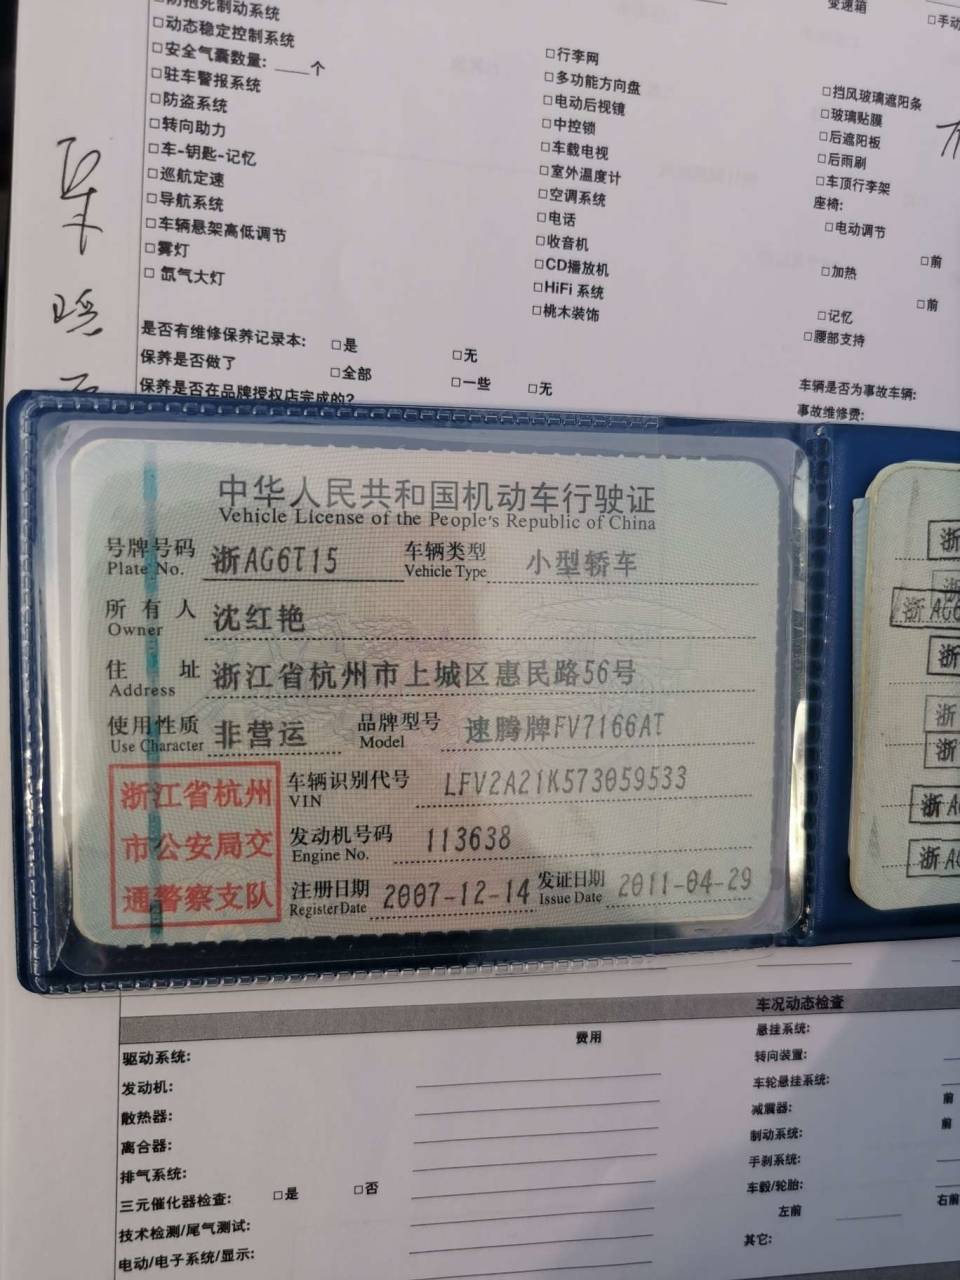 防抱死制动系统
□动态稳定控制系统
□安全气囊数量: ____个
□驻车警报系统
□防盗系统
□转向助力
□车-钥匙-记忆
□巡航定速
□导航系统
□车辆悬架高低调节
□雾灯
□ 氙气大灯
□行李网
□多功能方向盘
□电动后视镜
□中控锁
□车载电视
□室外温度计
□空调系统
□电话
□收音机
□CD播放机
□HiFi 系统
□桃木装饰
变速箱
□手动
□挡风玻璃遮阳条
□玻璃贴膜
□后遮阳板
□后雨刷
□车顶行李架
座椅:
□电动调节
□前
□加热
□前
□记忆
□腰部支持
是否有维修保养记录本: □是 □无
保养是否做了 □全部 □一些 □无
保养是否在品牌授权店完成的?
车辆是否为事故车辆:
事故维修费:
中华人民共和国机动车行驶证
Vehicle License of the People's Republic of China
号牌号码 浙AG6T15 车辆类型 小型轿车
Plate No. Vehicle Type
所有人 沈红艳
Owner
住址 浙江省杭州市上城区惠民路56号
Address
使用性质 非营运 品牌型号 速腾牌FV7166AT
Use Character Model
浙江省杭州
市公安局交
通警察支队
车辆识别代号 LFV2A21K573059533
VIN
发动机号码 113638
Engine No.
注册日期 2007-12-14 发证日期 2011-04-29
Register Date Issue Date
浙
浙
浙 AG6
浙
浙
浙
浙 A
浙 AG
费用
驱动系统:
发动机:
散热器:
离合器:
排气系统:
三元催化器检查: □是 □否
技术检测/尾气测试:
电动/电子系统/显示:
车况动态检查
悬挂系统:
转向装置:
车轮悬挂系统:
减震器: 前
制动系统: 前
手刹系统:
车毂/轮胎:
左前 右前
其它: